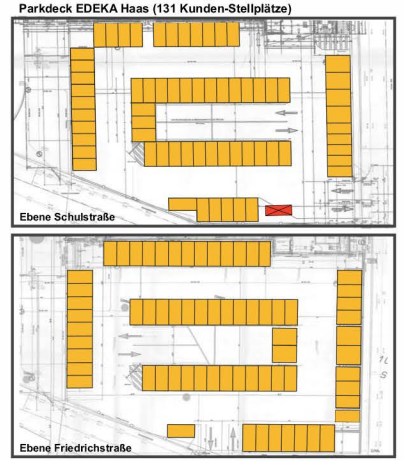 Parkdeck EDEKA Haas (131 Kunden-Stellplätze)
Ebene Schulstraße
Ebene Friedrichstraße